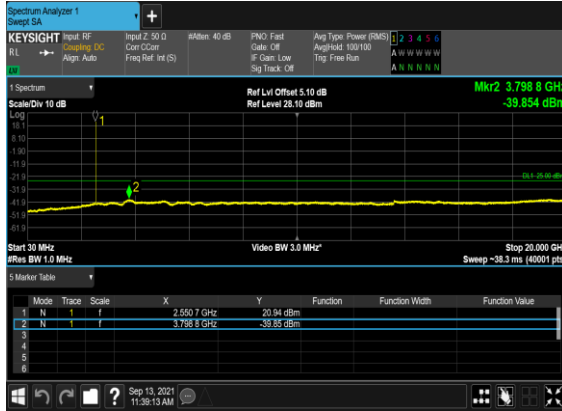 Spectrum Analyzer 1
Swept SA
KEYSIGHT Input: RF Input Z: 50 Ω #Atten: 40 dB PNO: Fast Avg Type: Power (RMS) 1 2 3 4 5 6
RL Coupling: DC Corr CCorr Gate: Off Avg|Hold: 100/100 A W W W W W
Align: Auto Freq Ref: Int (S) IF Gain: Low Trig: Free Run
Sig Track: Off A N N N N N
LXI
1 Spectrum Ref Lvl Offset 5.10 dB Mkr2 3.798 8 GHz
Scale/Div 10 dB Ref Level 28.10 dBm -39.854 dBm
Log
18.1
8.10
-1.90
-11.9
-21.9
-31.9
-41.9
-51.9
-61.9
1
2
DL1 -25.00 dBm
Start 30 MHz Video BW 3.0 MHz* Stop 20.000 GHz
#Res BW 1.0 MHz Sweep ~38.3 ms (40001 pts)
5 Marker Table
Mode Trace Scale X Y Function Function Width Function Value
1 N 1 f 2.550 7 GHz 20.94 dBm
2 N 1 f 3.798 8 GHz -39.85 dBm
3
4
5
6
? Sep 13, 2021
11:39:13 AM